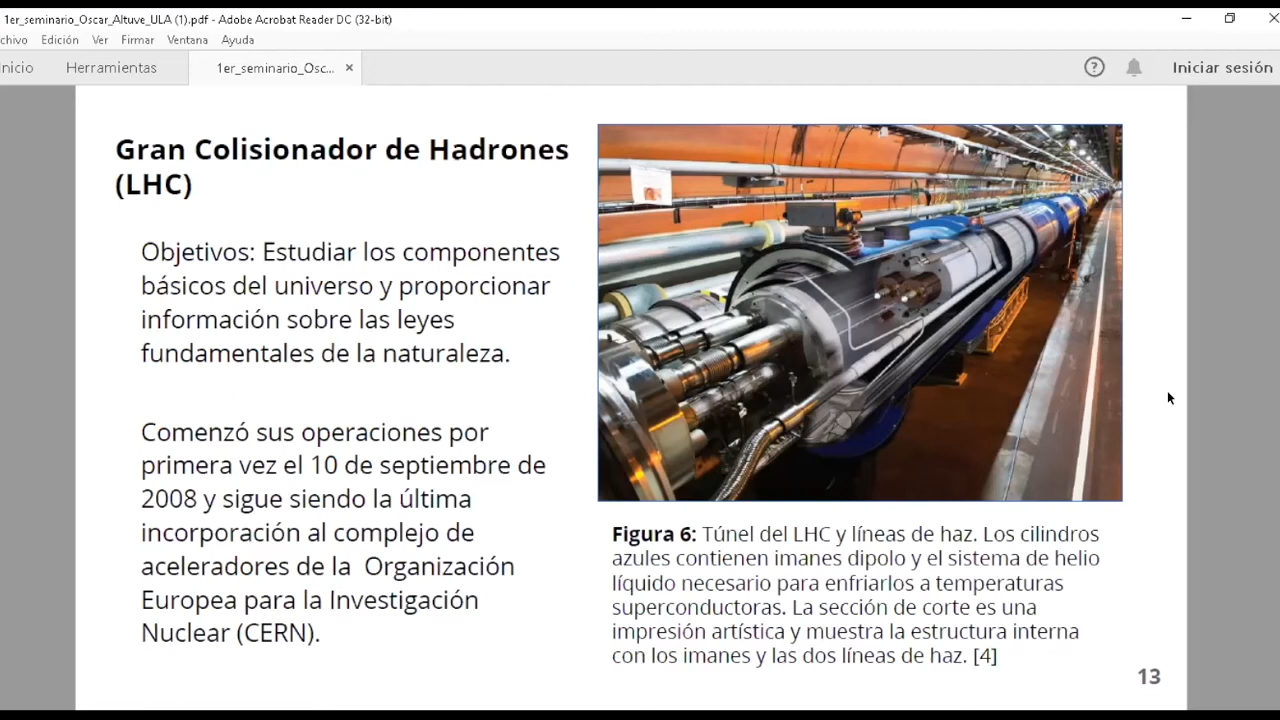 1er_seminario_Oscar_Altuve_ULA (1).pdf - Adobe Acrobat Reader DC (32-bit)
chivo Edición Ver Firmar Ventana Ayuda
Inicio Herramientas 1er_seminario_Osc... × Iniciar sesión
Gran Colisionador de Hadrones
(LHC)
Objetivos: Estudiar los componentes
básicos del universo y proporcionar
información sobre las leyes
fundamentales de la naturaleza.
Comenzó sus operaciones por
primera vez el 10 de septiembre de
2008 y sigue siendo la última
incorporación al complejo de
aceleradores de la Organización
Europea para la Investigación
Nuclear (CERN).
Figura 6: Túnel del LHC y líneas de haz. Los cilindros
azules contienen imanes dipolo y el sistema de helio
líquido necesario para enfriarlos a temperaturas
superconductoras. La sección de corte es una
impresión artística y muestra la estructura interna
con los imanes y las dos líneas de haz. [4]
13